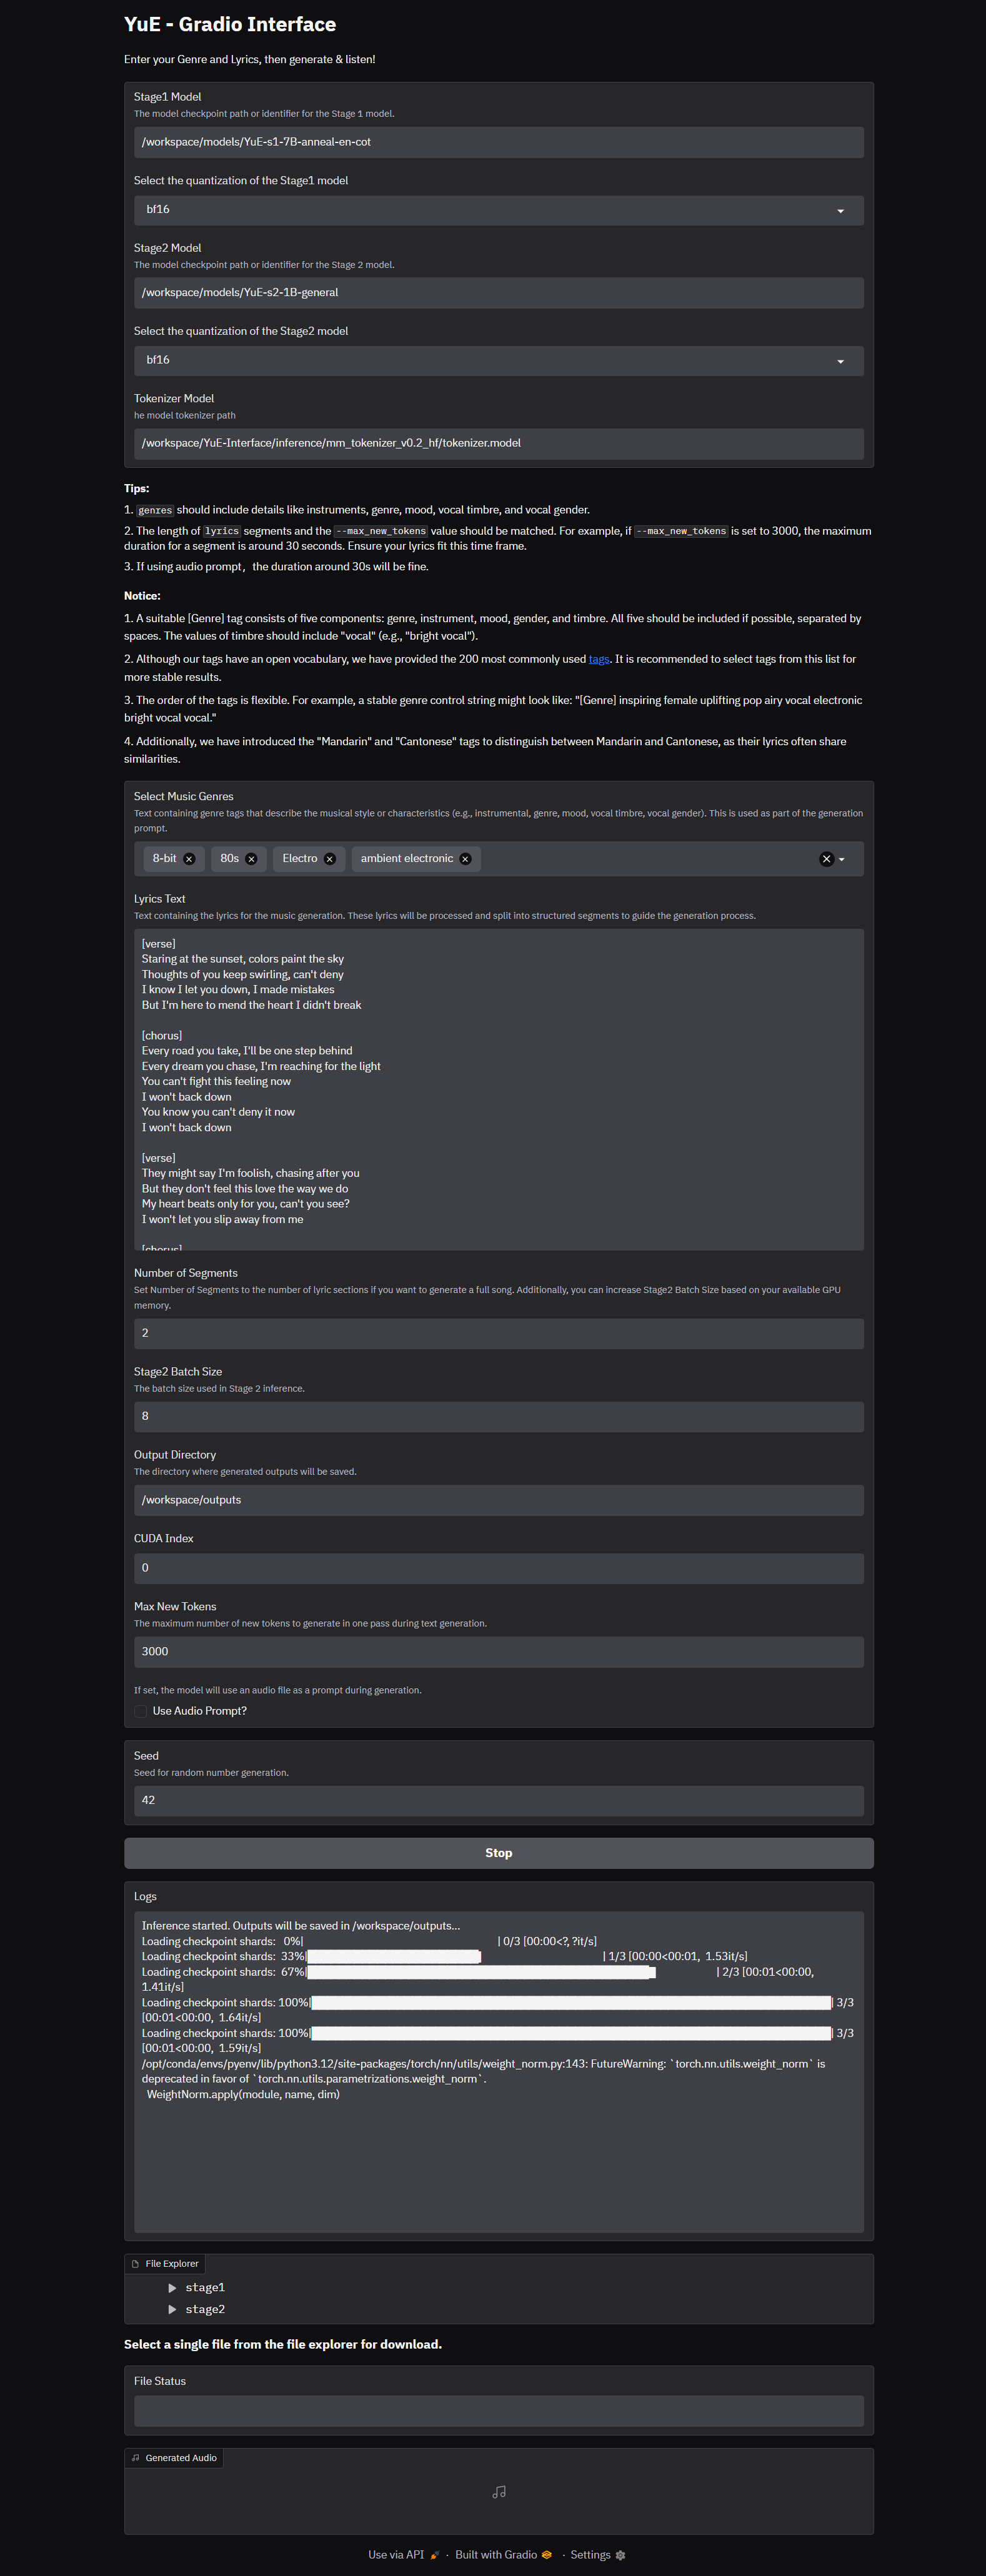 YuE - Gradio Interface
Enter your Genre and Lyrics, then generate & listen!
Stage1 Model
The model checkpoint path or identifier for the Stage 1 model.
/workspace/models/YuE-s1-7B-anneal-en-cot
Select the quantization of the Stage1 model
bf16
Stage2 Model
The model checkpoint path or identifier for the Stage 2 model.
/workspace/models/YuE-s2-1B-general
Select the quantization of the Stage2 model
bf16
Tokenizer Model
he model tokenizer path
/workspace/YuE-Interface/inference/mm_tokenizer_v0.2_hf/tokenizer.model
Tips:
1. genres should include details like instruments, genre, mood, vocal timbre, and vocal gender.
2. The length of lyrics segments and the --max_new_tokens value should be matched. For example, if --max_new_tokens is set to 3000, the maximum
duration for a segment is around 30 seconds. Ensure your lyrics fit this time frame.
3. If using audio prompt，the duration around 30s will be fine.
Notice:
1. A suitable [Genre] tag consists of five components: genre, instrument, mood, gender, and timbre. All five should be included if possible, separated by
spaces. The values of timbre should include "vocal" (e.g., "bright vocal").
2. Although our tags have an open vocabulary, we have provided the 200 most commonly used tags. It is recommended to select tags from this list for
more stable results.
3. The order of the tags is flexible. For example, a stable genre control string might look like: "[Genre] inspiring female uplifting pop airy vocal electronic
bright vocal vocal."
4. Additionally, we have introduced the "Mandarin" and "Cantonese" tags to distinguish between Mandarin and Cantonese, as their lyrics often share
similarities.
Select Music Genres
Text containing genre tags that describe the musical style or characteristics (e.g., instrumental, genre, mood, vocal timbre, vocal gender). This is used as part of the generation
prompt.
8-bit 80s Electro ambient electronic
Lyrics Text
Text containing the lyrics for the music generation. These lyrics will be processed and split into structured segments to guide the generation process.
[verse]
Staring at the sunset, colors paint the sky
Thoughts of you keep swirling, can't deny
I know I let you down, I made mistakes
But I'm here to mend the heart I didn't break
[chorus]
Every road you take, I'll be one step behind
Every dream you chase, I'm reaching for the light
You can't fight this feeling now
I won't back down
You know you can't deny it now
I won't back down
[verse]
They might say I'm foolish, chasing after you
But they don't feel this love the way we do
My heart beats only for you, can't you see?
I won't let you slip away from me
[chorus]
Number of Segments
Set Number of Segments to the number of lyric sections if you want to generate a full song. Additionally, you can increase Stage2 Batch Size based on your available GPU
memory.
2
Stage2 Batch Size
The batch size used in Stage 2 inference.
8
Output Directory
The directory where generated outputs will be saved.
/workspace/outputs
CUDA Index
0
Max New Tokens
The maximum number of new tokens to generate in one pass during text generation.
3000
If set, the model will use an audio file as a prompt during generation.
Use Audio Prompt?
Seed
Seed for random number generation.
42
Stop
Logs
Inference started. Outputs will be saved in /workspace/outputs...
Loading checkpoint shards:   0%|          | 0/3 [00:00<?, ?it/s]
Loading checkpoint shards:  33%|███▎      | 1/3 [00:00<00:01,  1.53it/s]
Loading checkpoint shards:  67%|██████▋   | 2/3 [00:01<00:00,
1.41it/s]
Loading checkpoint shards: 100%|██████████| 3/3
[00:01<00:00,  1.64it/s]
Loading checkpoint shards: 100%|██████████| 3/3
[00:01<00:00,  1.59it/s]
/opt/conda/envs/pyenv/lib/python3.12/site-packages/torch/nn/utils/weight_norm.py:143: FutureWarning: `torch.nn.utils.weight_norm` is
deprecated in favor of `torch.nn.utils.parametrizations.weight_norm`.
WeightNorm.apply(module, name, dim)
File Explorer
stage1
stage2
Select a single file from the file explorer for download.
File Status
Generated Audio
Use via API · Built with Gradio · Settings